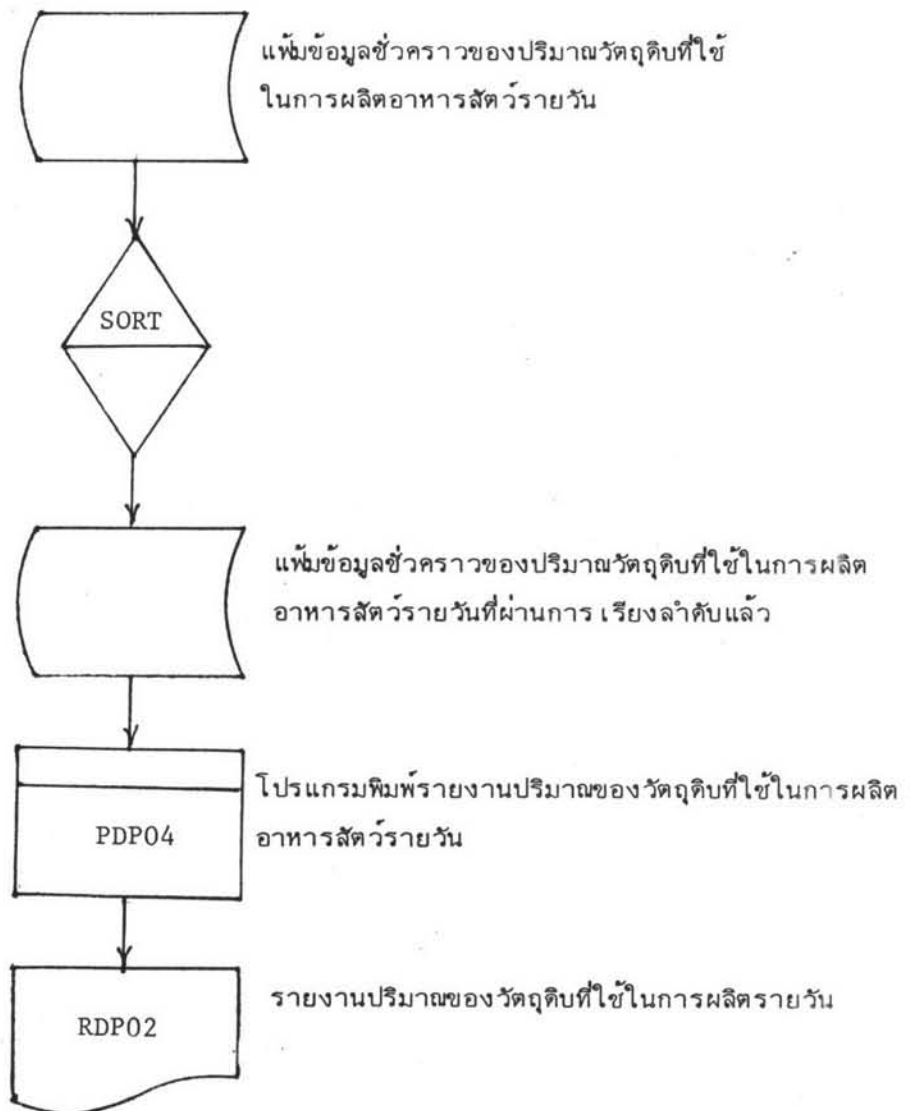 แฟ้มข้อมูลชั่วคราวของปริมาณวัตถุดิบที่ใช้
ในการผลิตอาหารสัตว์รายวัน
SORT
แฟ้มข้อมูลชั่วคราวของปริมาณวัตถุดิบที่ใช้ในการผลิต
อาหารสัตว์รายวันที่ผ่านการ เรียงลำดับแล้ว
โปรแกรมพิมพ์รายงานปริมาณของวัตถุดิบที่ใช้ในการผลิต
อาหารสัตว์รายวัน
PDP04
รายงานปริมาณของวัตถุดิบที่ใช้ในการผลิตรายวัน
RDP02